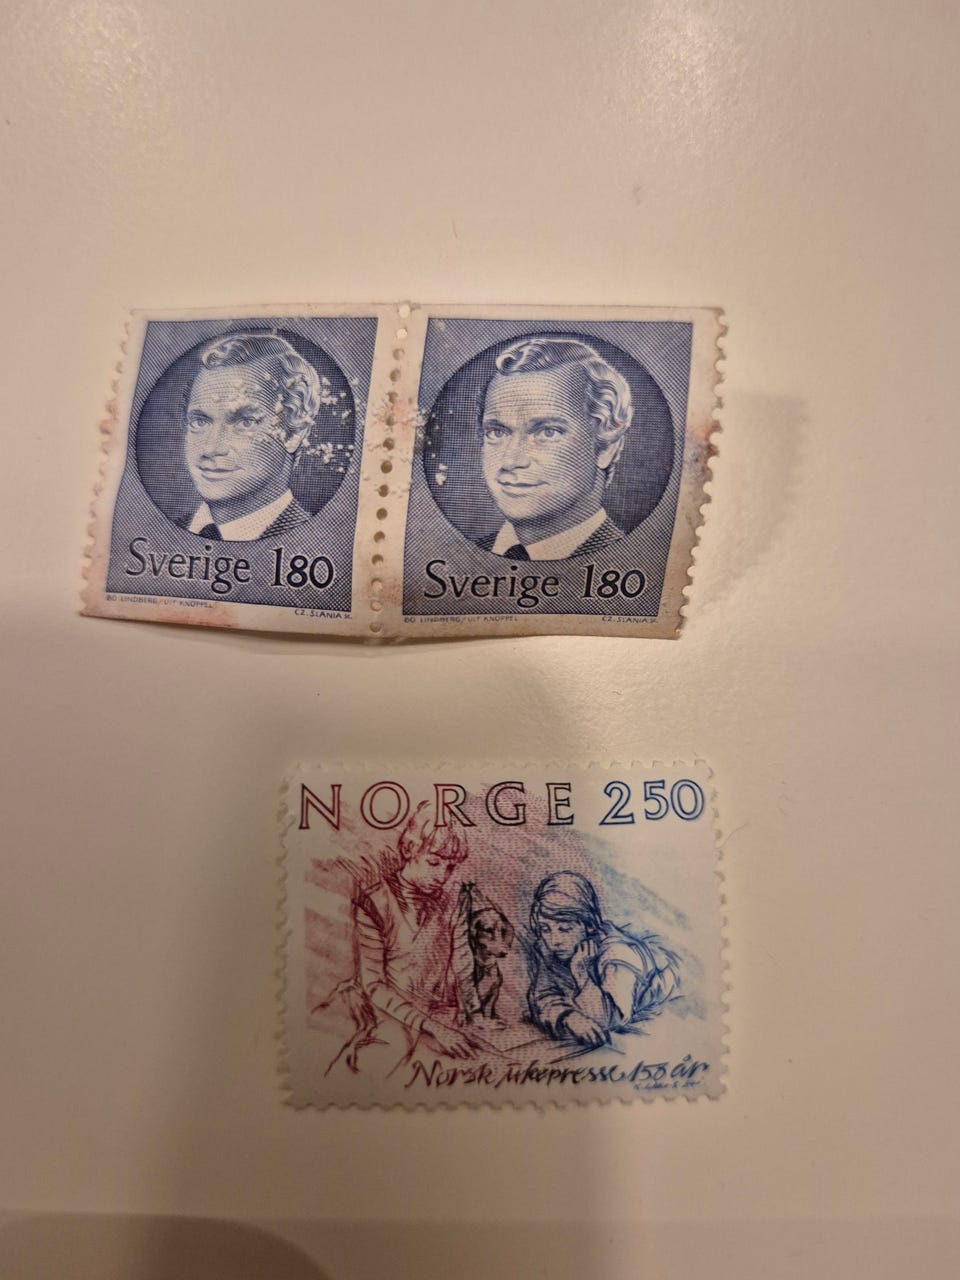 Sverige 180
BO LINDBERG/ULF KNOPPEL
CZ. SLANIA SC.
Sverige 180
BO LINDBERG/ULF KNOPPEL
CZ. SLANIA SC.
NORGE 250
Norsk ukepresse 150 år